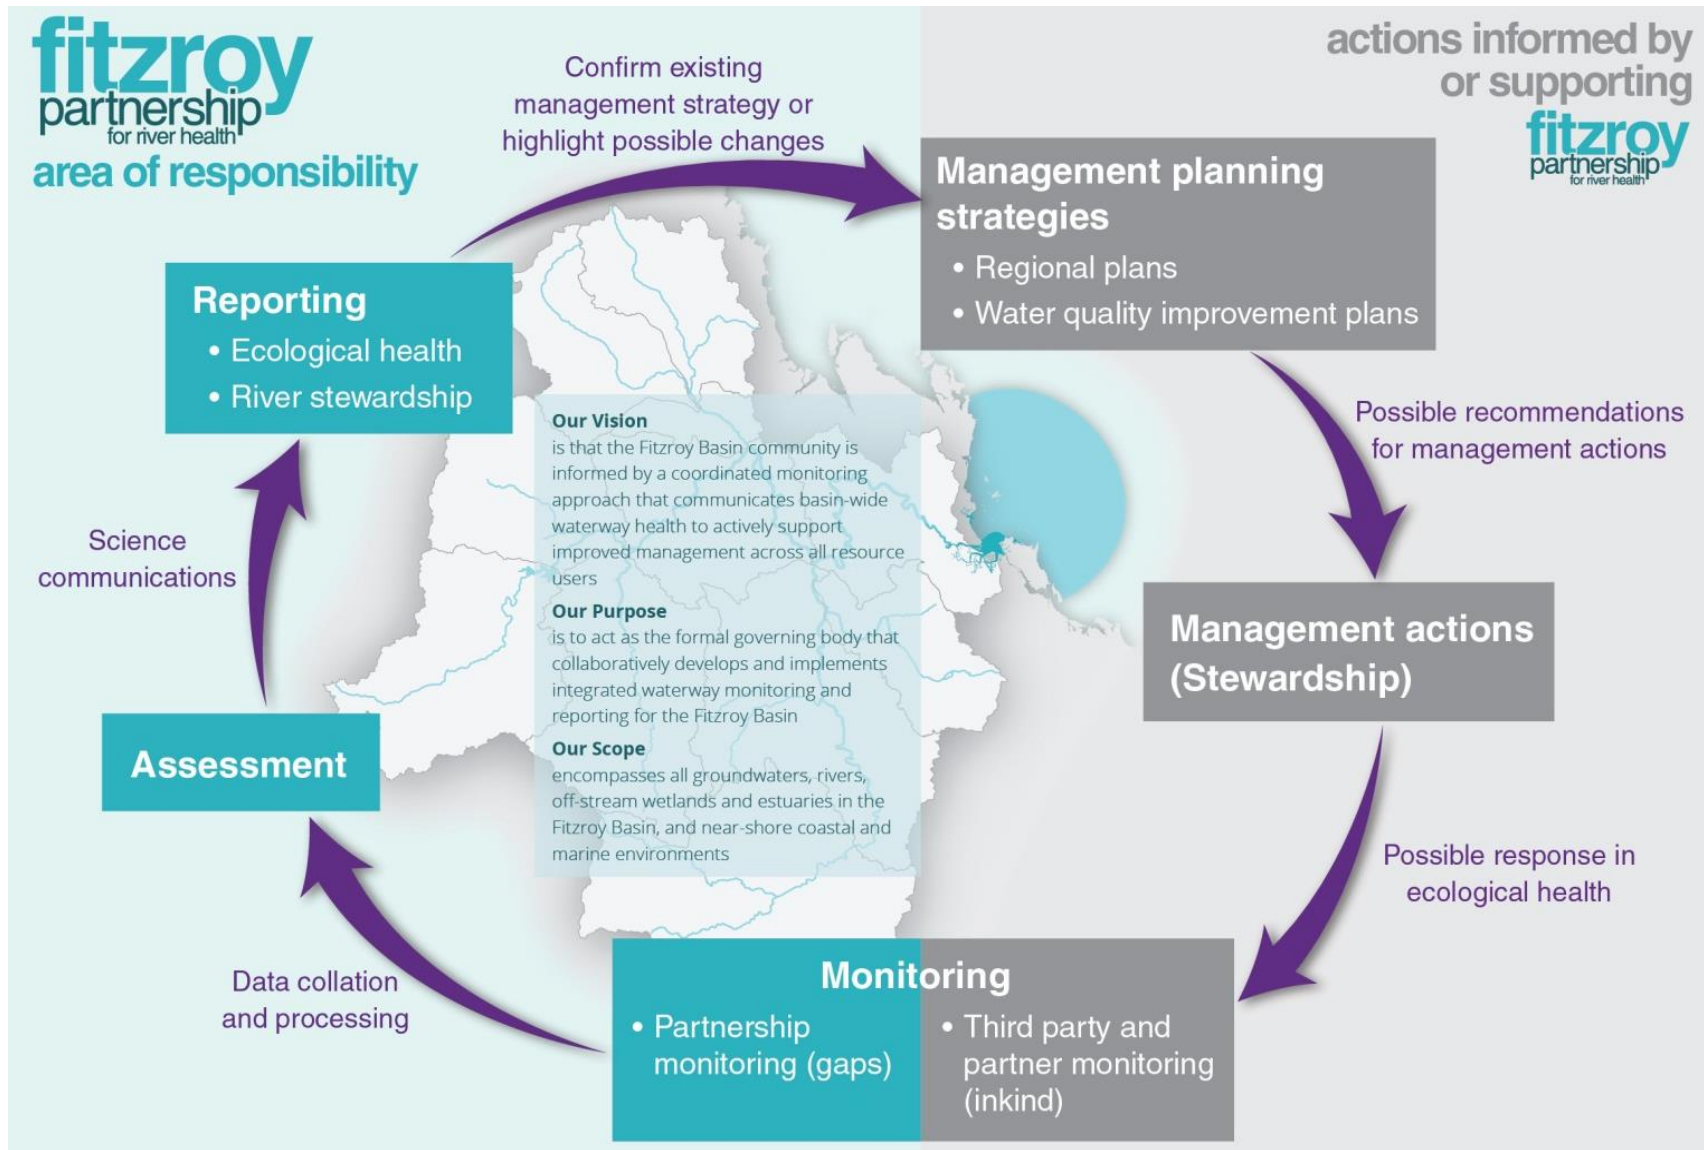 fitzroy
partnership
for river health
area of responsibility
actions informed by
or supporting
fitzroy
partnership
for river health
Confirm existing
management strategy or
highlight possible changes
Management planning
strategies
• Regional plans
• Water quality improvement plans
Possible recommendations
for management actions
Management actions
(Stewardship)
Possible response in
ecological health
Monitoring
• Partnership
monitoring (gaps)
• Third party and
partner monitoring
(inkind)
Data collation
and processing
Assessment
Science
communications
Reporting
• Ecological health
• River stewardship
Our Vision
is that the Fitzroy Basin community is
informed by a coordinated monitoring
approach that communicates basin-wide
waterway health to actively support
improved management across all resource
users
Our Purpose
is to act as the formal governing body that
collaboratively develops and implements
integrated waterway monitoring and
reporting for the Fitzroy Basin
Our Scope
encompasses all groundwaters, rivers,
off-stream wetlands and estuaries in the
Fitzroy Basin, and near-shore coastal and
marine environments